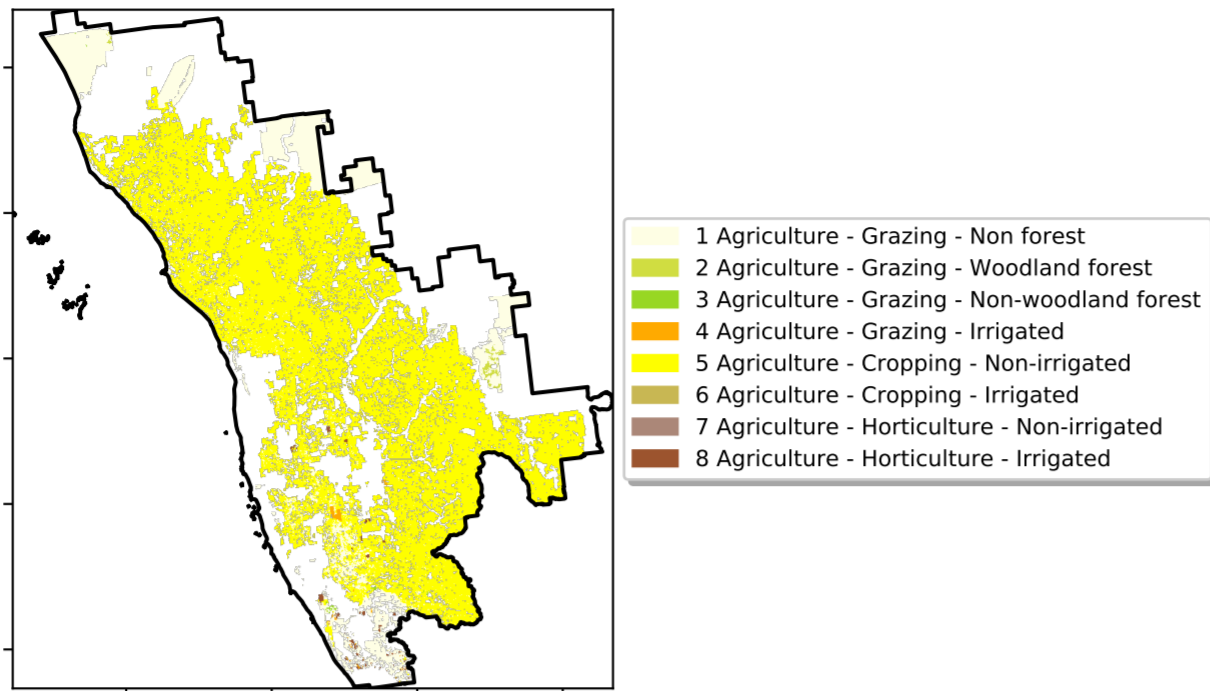 1 Agriculture - Grazing - Non forest
2 Agriculture - Grazing - Woodland forest
3 Agriculture - Grazing - Non-woodland forest
4 Agriculture - Grazing - Irrigated
5 Agriculture - Cropping - Non-irrigated
6 Agriculture - Cropping - Irrigated
7 Agriculture - Horticulture - Non-irrigated
8 Agriculture - Horticulture - Irrigated